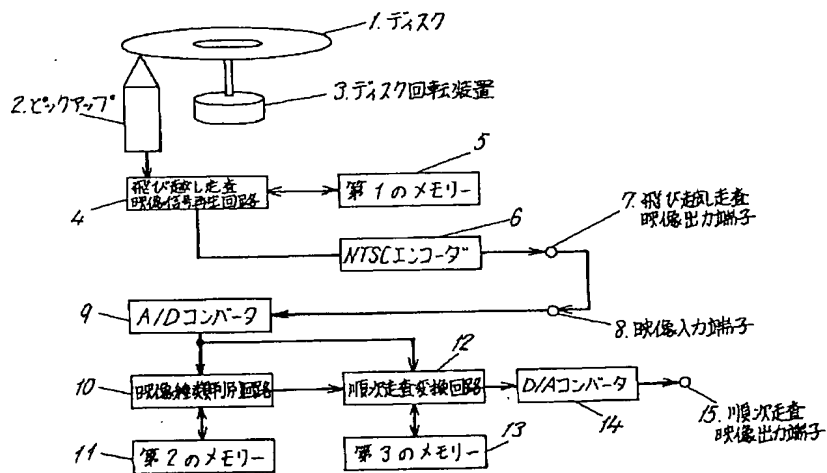 1.ディスク
2.ピックアップ
3.ディスク回転装置
5
飛び越し走査
映像信号再生回路
4
第1のメモリー
6
7.飛び越し走査
映像出力端子
NTSCエンコーダ
9
A/Dコンバータ
8.映像入力端子
12
10
映像種類判別回路
順次走査変換回路
D/Aコンバータ
14
15.順次走査
映像出力端子
11
第2のメモリー
第3のメモリー
13